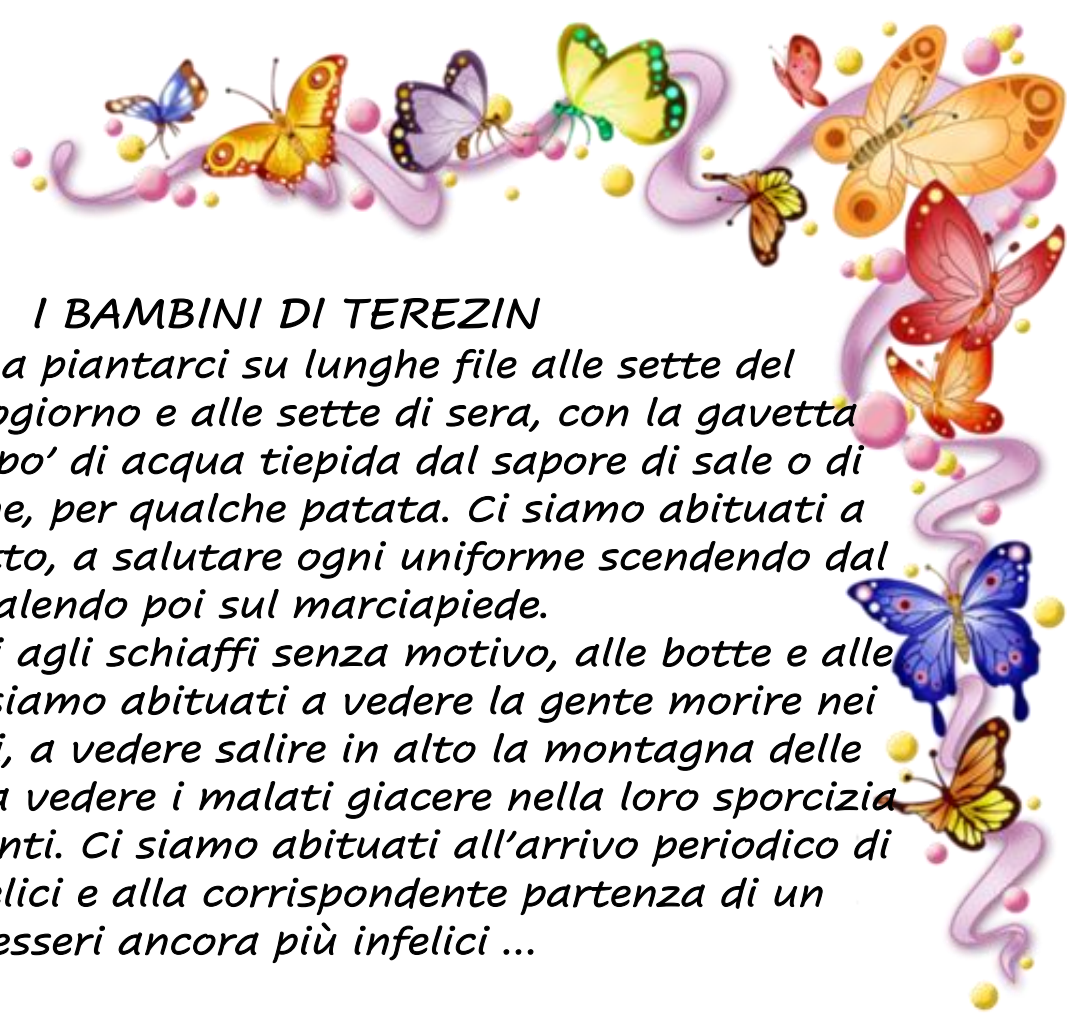 I BAMBINI DI TEREZIN
a piantarci su lunghe file alle sette del
ogiorno e alle sette di sera, con la gavetta
po’ di acqua tiepida dal sapore di sale o di
e, per qualche patata. Ci siamo abituati a
tto, a salutare ogni uniforme scendendo dal
alendo poi sul marciapiede.
i agli schiaffi senza motivo, alle botte e alle
siamo abituati a vedere la gente morire nei
i, a vedere salire in alto la montagna delle
a vedere i malati giacere nella loro sporcizia
nti. Ci siamo abituati all’arrivo periodico di
elici e alla corrispondente partenza di un
esseri ancora più infelici ...